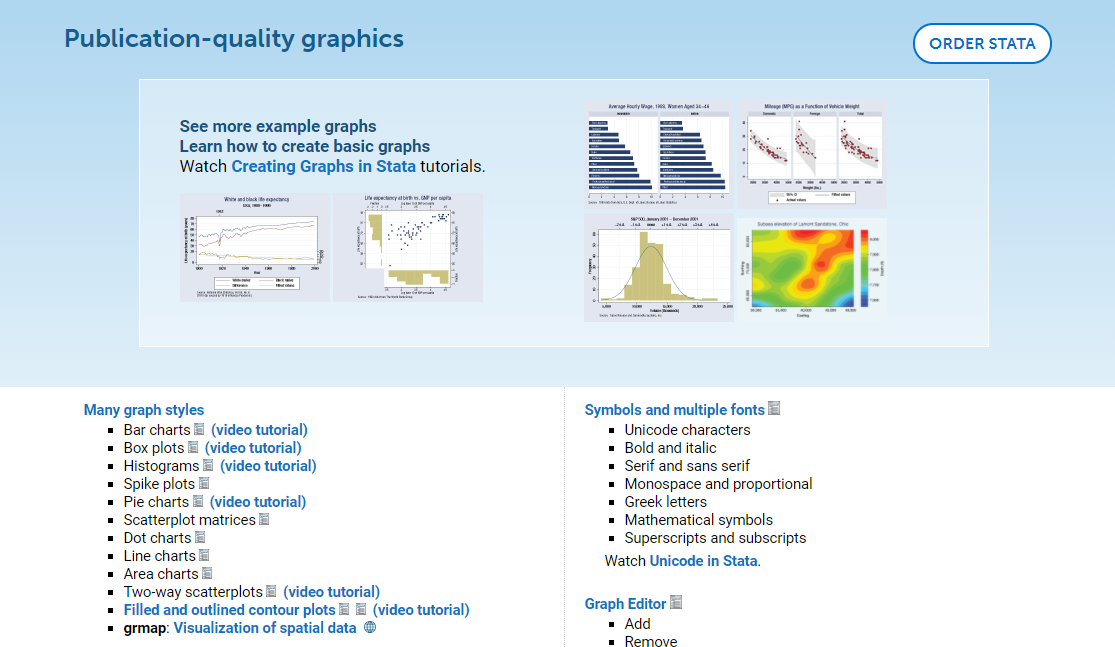 Publication-quality graphics
ORDER STATA
See more example graphs
Learn how to create basic graphs
Watch Creating Graphs in Stata tutorials.
White and black life expectancy
Life expectancy at birth vs. GNP per capita
Average Hourly Wage, 1988, Women Aged 34-46
Mileage (MPG) as a Function of Vehicle Weight
Domestic Foreign Total
S&P 500, January 2001 - December 2001
Subsea elevation of Lamont Sandstone, Ohio
Many graph styles
Bar charts (video tutorial)
Box plots (video tutorial)
Histograms (video tutorial)
Spike plots
Pie charts (video tutorial)
Scatterplot matrices
Dot charts
Line charts
Area charts
Two-way scatterplots (video tutorial)
Filled and outlined contour plots (video tutorial)
grmap: Visualization of spatial data
Symbols and multiple fonts
Unicode characters
Bold and italic
Serif and sans serif
Monospace and proportional
Greek letters
Mathematical symbols
Superscripts and subscripts
Watch Unicode in Stata.
Graph Editor
Add
Remove